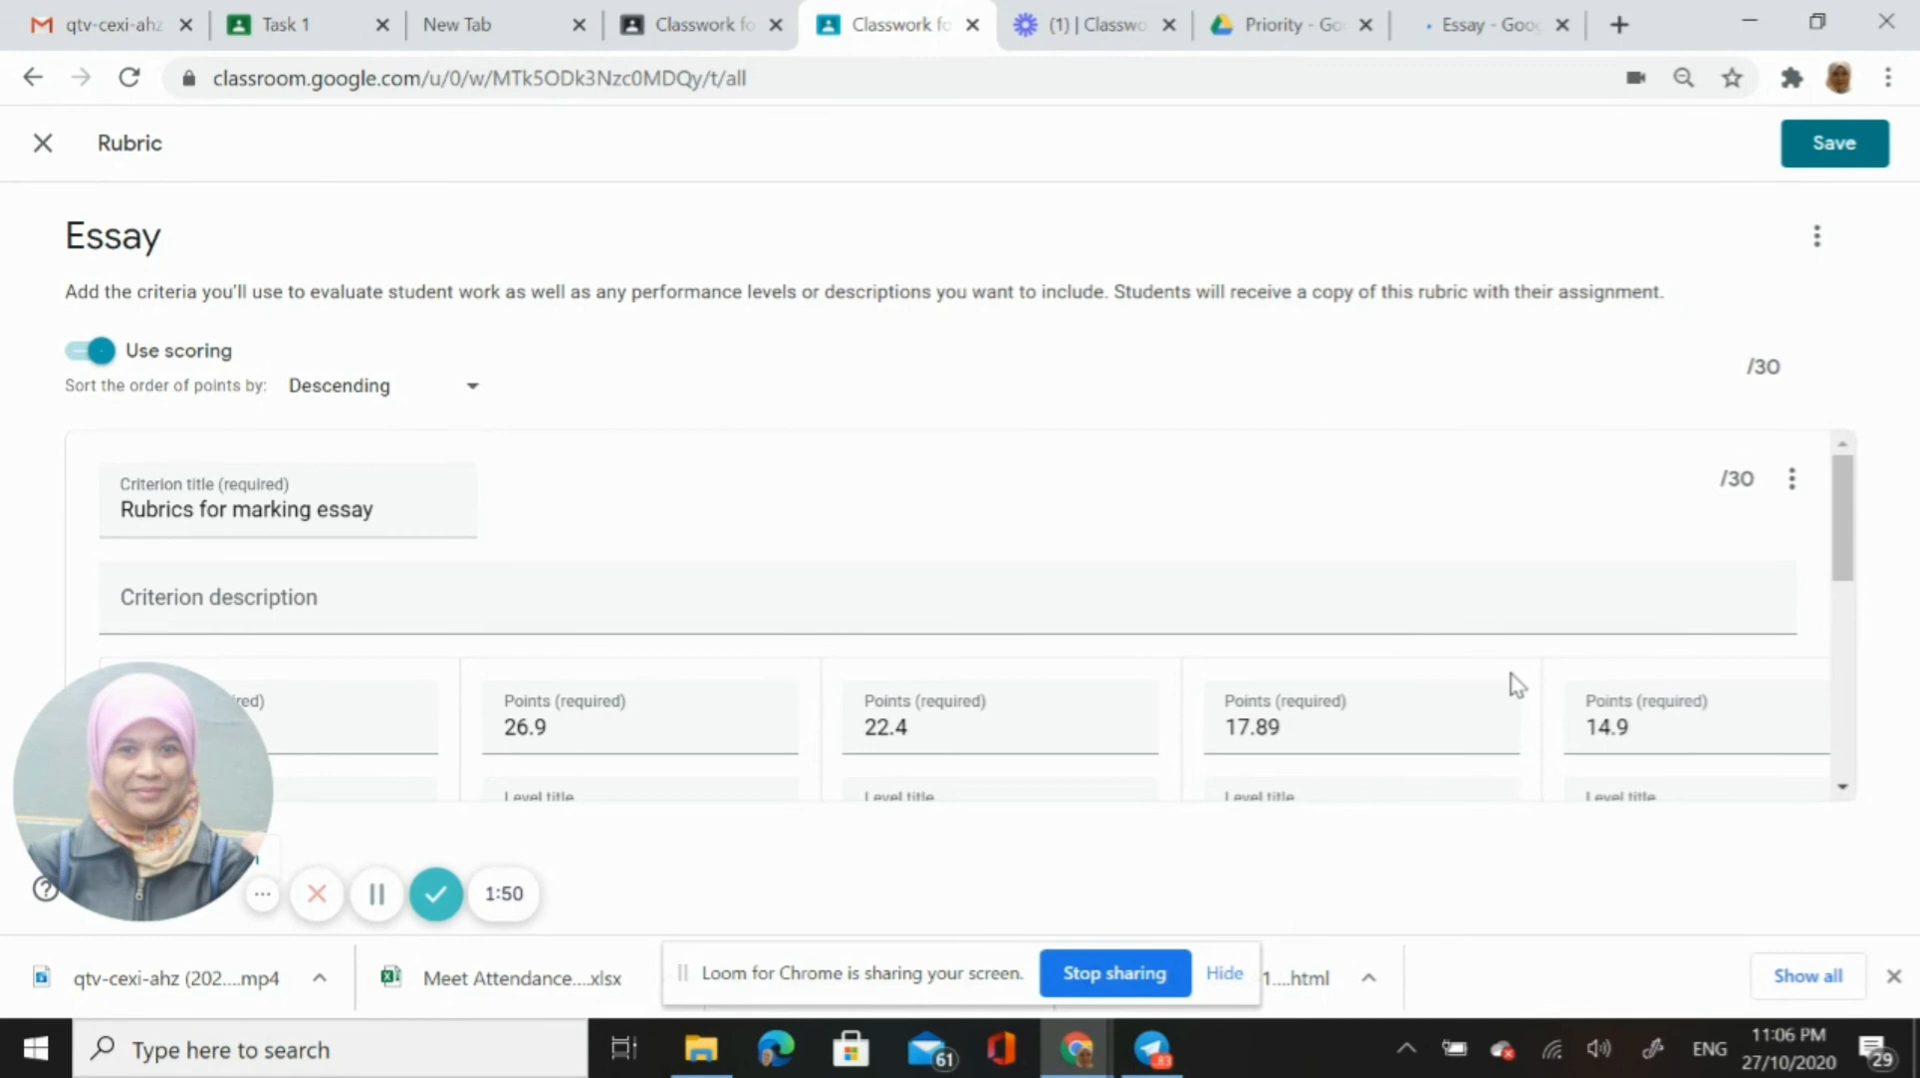 qtv-cexi-ahz
Task 1
New Tab
Classwork fo
Classwork fo
(1) | Classwo
Priority - Go
Essay - Goog
classroom.google.com/u/0/w/MTk5ODk3Nzc0MDQy/t/all
Rubric
Save
Essay
Add the criteria you'll use to evaluate student work as well as any performance levels or descriptions you want to include. Students will receive a copy of this rubric with their assignment.
Use scoring
/30
Sort the order of points by: Descending
Criterion title (required)
/30
Rubrics for marking essay
Criterion description
red)
Points (required)
26.9
Points (required)
22.4
Points (required)
17.89
Points (required)
14.9
Level title
Level title
Level title
Level title
1:50
qtv-cexi-ahz (202....mp4
Meet Attendance....xlsx
Loom for Chrome is sharing your screen.
Stop sharing
Hide
1....html
Show all
Type here to search
61
83
ENG
11:06 PM
27/10/2020
29